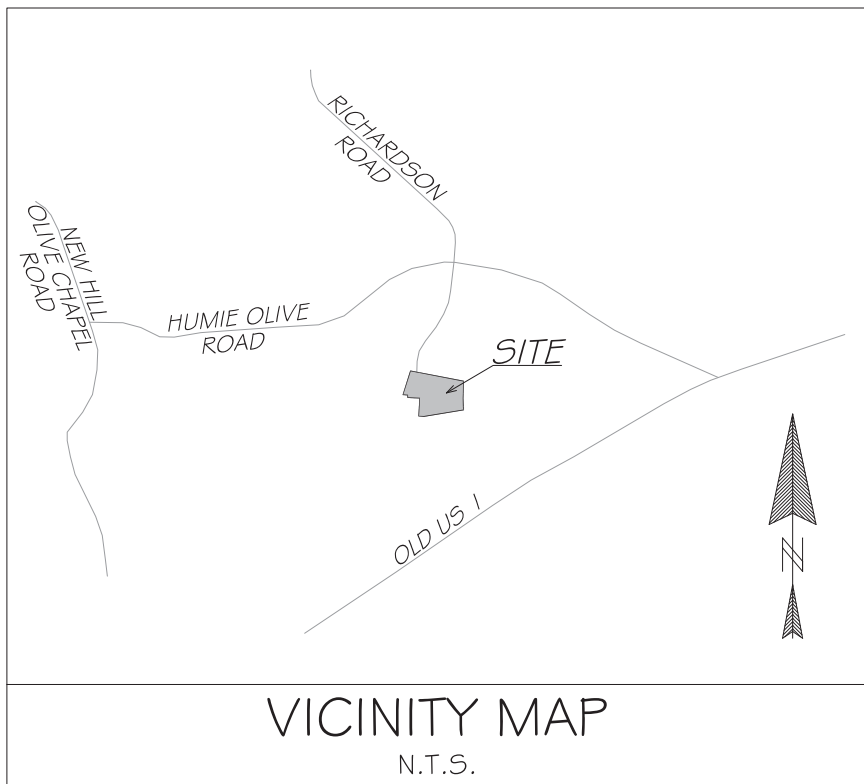 RICHARDSON
ROAD
NEW HILL
OLIVE CHAPEL
ROAD
HUMIE OLIVE
ROAD
SITE
OLD US 1
N
VICINITY MAP
N.T.S.